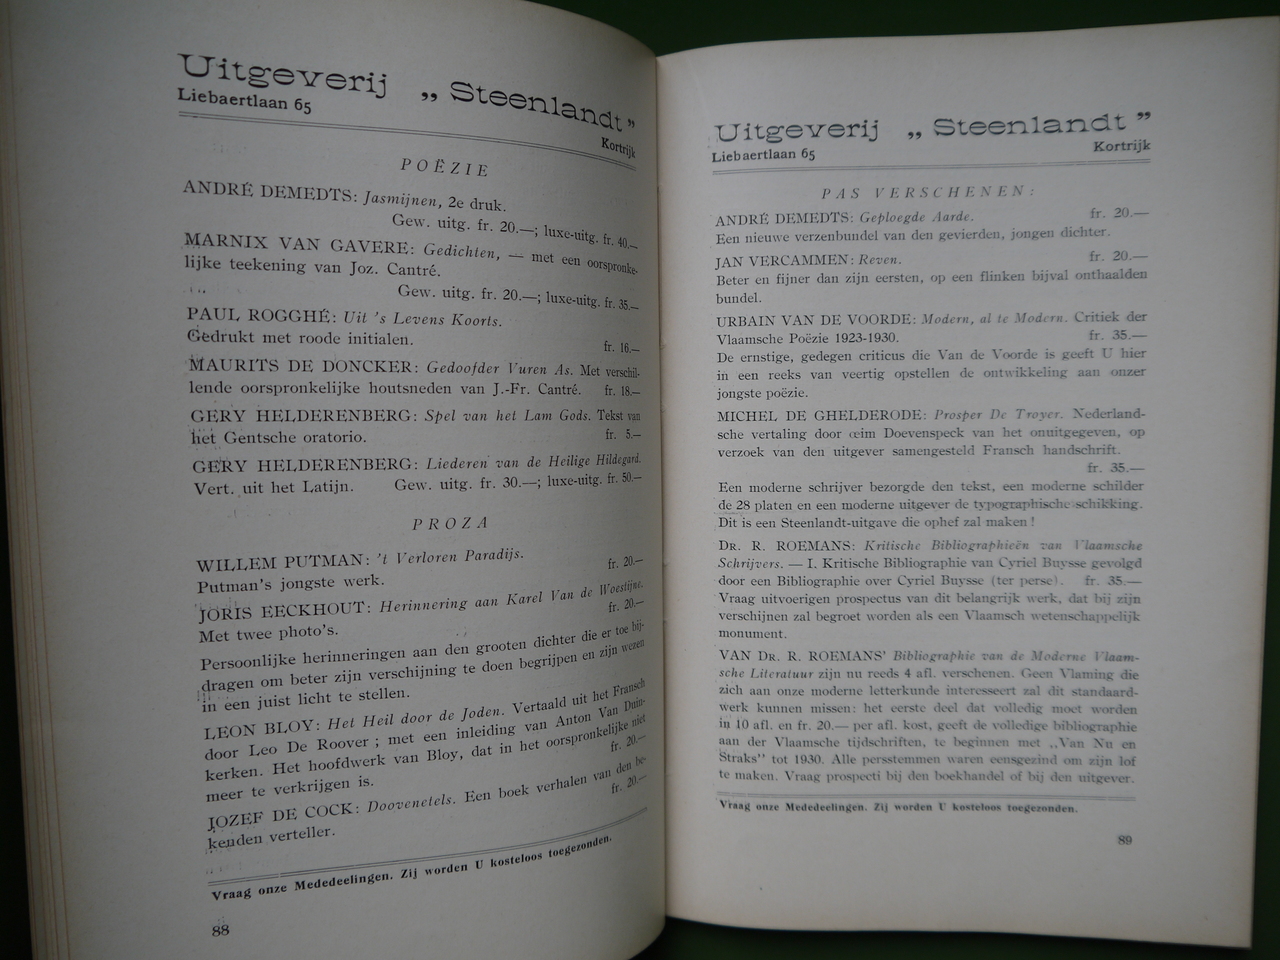 Uitgeverij „ Steenlandt”
Liebaertlaan 65 Kortrijk
POËZIE
ANDRÉ DEMEDTS: Jasmijnen, 2e druk.
Gew. uitg. fr. 20.—; luxe-uitg. fr. 40.—
MARNIX VAN GAVERE: Gedichten, — met een oorspronke-
lijke teekening van Joz. Cantré.
Gew. uitg. fr. 20.—; luxe-uitg. fr. 35.—
PAUL ROGGHÉ: Uit 's Levens Koorts.
Gedrukt met roode initialen. fr. 16.—
MAURITS DE DONCKER: Gedoofder Vuren As. Met verschil-
lende oorspronkelijke houtsneden van J.-Fr. Cantré. fr. 18.—
GERY HELDERENBERG: Spel van het Lam Gods. Tekst van
het Gentsche oratorio. fr. 5.—
GERY HELDERENBERG: Liederen van de Heilige Hildegard.
Vert. uit het Latijn. Gew. uitg. fr. 30.—; luxe-uitg. fr. 50.—
PROZA
WILLEM PUTMAN: 't Verloren Paradijs.
Putman's jongste werk. fr. 20.—
JORIS EECKHOUT: Herinnering aan Karel Van de Woestijne.
Met twee photo's. fr. 20.—
Persoonlijke herinneringen aan den grooten dichter die er toe bij-
dragen om beter zijn verschijning te doen begrijpen en zijn wezen
in een juist licht te stellen.
LEON BLOY: Het Heil door de Joden. Vertaald uit het Fransch
door Leo De Roover ; met een inleiding van Anton Van Duin-
kerken. Het hoofdwerk van Bloy, dat in het oorspronkelijke niet
meer te verkrijgen is. fr. 20.—
JOZEF DE COCK: Doovenetels. Een boek verhalen van den be-
kenden verteller. fr. 20.—
Vraag onze Mededeelingen. Zij worden U kosteloos toegezonden.
88
Uitgeverij „ Steenlandt ”
Liebaertlaan 65 Kortrijk
PAS VERSCHENEN:
ANDRÉ DEMEDTS: Geploegde Aarde. fr. 20.—
Een nieuwe verzenbundel van den gevierden, jongen dichter.
JAN VERCAMMEN: Reven. fr. 20.—
Beter en fijner dan zijn eersten, op een flinken bijval onthaalden
bundel.
URBAIN VAN DE VOORDE: Modern, al te Modern. Critiek der
Vlaamsche Poëzie 1923-1930. fr. 35.—
De ernstige, gedegen criticus die Van de Voorde is geeft U hier
in een reeks van veertig opstellen de ontwikkeling aan onzer
jongste poëzie.
MICHEL DE GHELDERODE: Prosper De Troyer. Nederland-
sche vertaling door œim Doevenspeck van het onuitgegeven, op
verzoek van den uitgever samengesteld Fransch handschrift.
fr. 35.—
Een moderne schrijver bezorgde den tekst, een moderne schilder
de 28 platen en een moderne uitgever de typographische schikking.
Dit is een Steenlandt-uitgave die ophef zal maken !
DR. R. ROEMANS: Kritische Bibliographieën van Vlaamsche
Schrijvers. — I. Kritische Bibliographie van Cyriel Buysse gevolgd
door een Bibliographie over Cyriel Buysse (ter perse). fr. 35.—
Vraag uitvoerigen prospectus van dit belangrijk werk, dat bij zijn
verschijnen zal begroet worden als een Vlaamsch wetenschappelijk
monument.
VAN DR. R. ROEMANS' Bibliographie van de Moderne Vlaam-
sche Literatuur zijn nu reeds 4 afl. verschenen. Geen Vlaming die
zich aan onze moderne letterkunde interesseert zal dit standaard-
werk kunnen missen: het eerste deel dat volledig moet worden
in 10 afl. en fr. 20.— per afl. kost, geeft de volledige bibliographie
aan der Vlaamsche tijdschriften, te beginnen met „Van Nu en
Straks” tot 1930. Alle persstemmen waren eensgezind om zijn lof
te maken. Vraag prospecti bij den boekhandel of bij den uitgever.
Vraag onze Mededeelingen. Zij worden U kosteloos toegezonden.
89